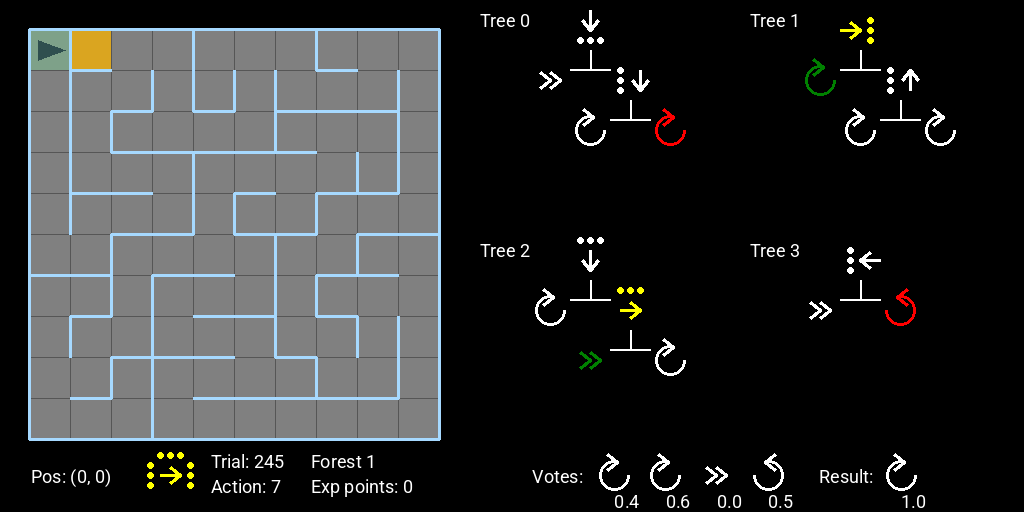 Tree 0
Tree 1
Tree 2
Tree 3
Pos: (0, 0)
Trial: 245
Forest 1
Action: 7
Exp points: 0
Votes:
0.4
0.6
0.0
0.5
Result:
1.0